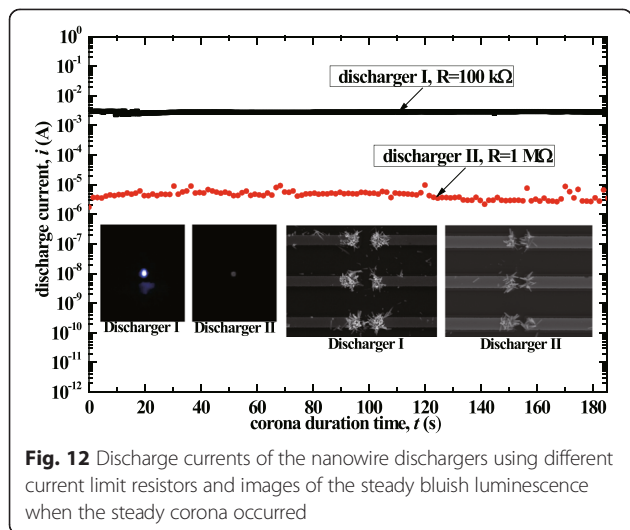 10^0
10^-1
10^-2
10^-3
10^-4
10^-5
10^-6
10^-7
10^-8
10^-9
10^-10
10^-11
10^-12
discharge current, i (A)
discharger I, R=100 kΩ
discharger II, R=1 MΩ
Discharger I
Discharger II
Discharger I
Discharger II
0 20 40 60 80 100 120 140 160 180
corona duration time, t (s)
Fig. 12 Discharge currents of the nanowire dischargers using different
current limit resistors and images of the steady bluish luminescence
when the steady corona occurred